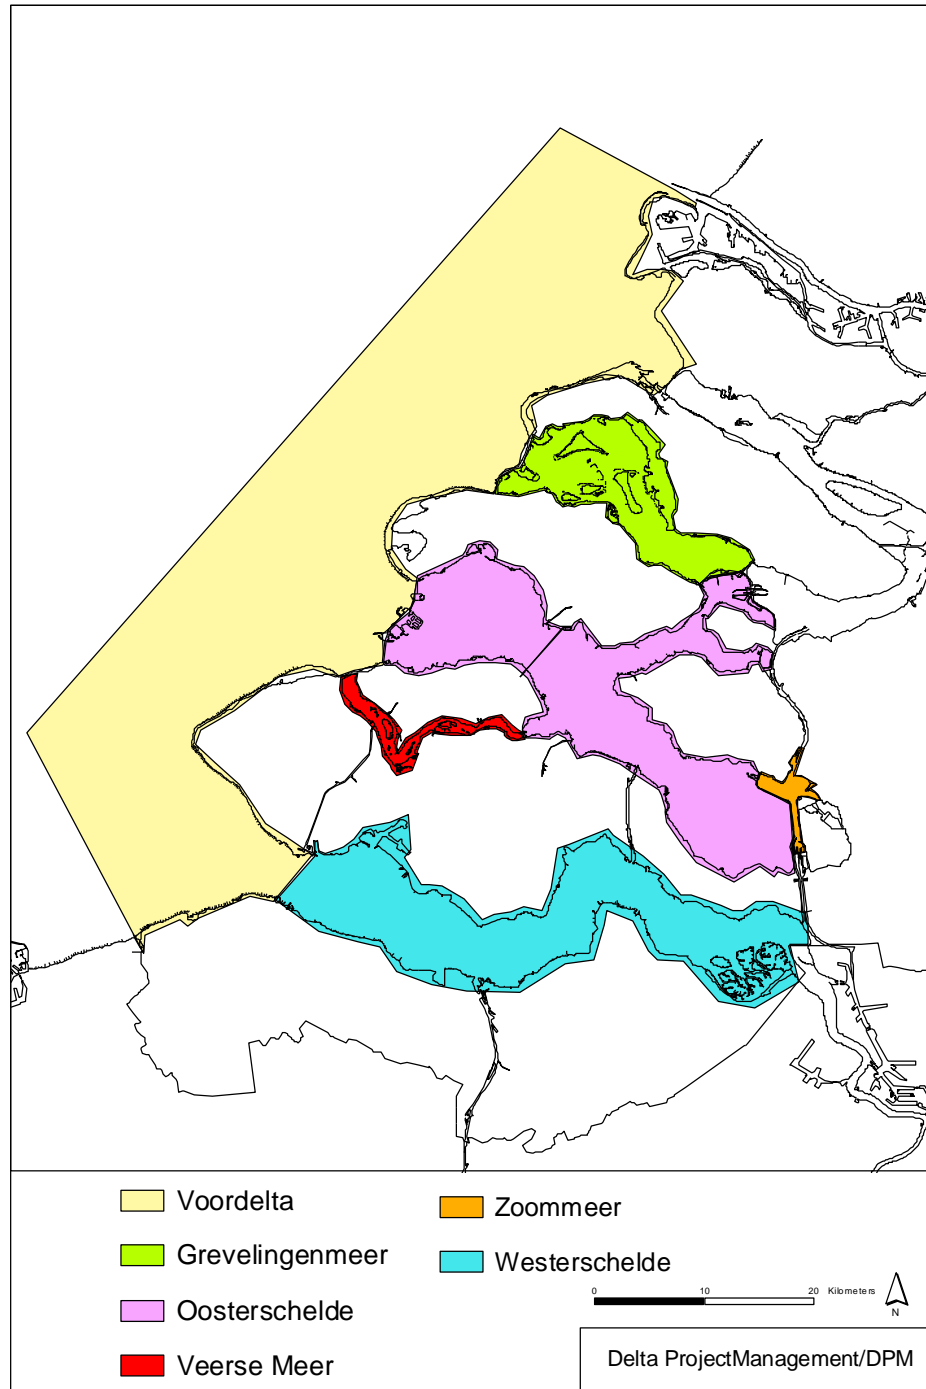 Voordelta
Grevelingenmeer
Oosterschelde
Veerse Meer
Zoommeer
Westerschelde
0 10 20 Kilometers
N
Delta ProjectManagement/DPM